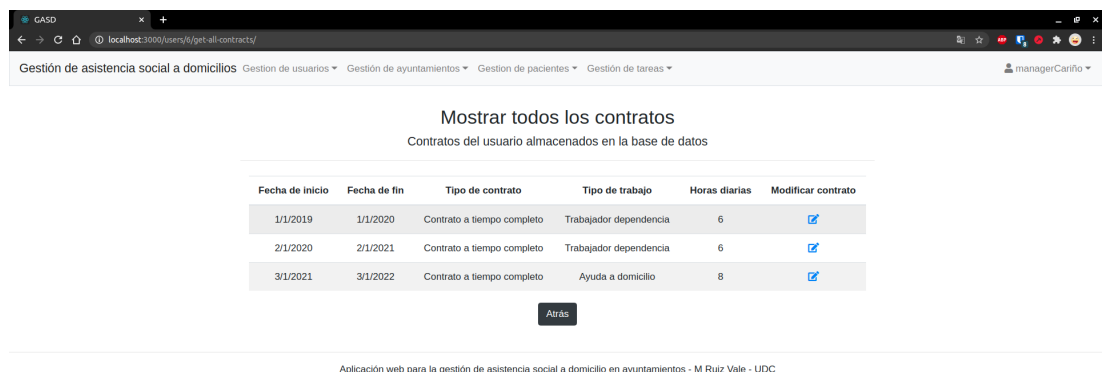 GASD
localhost:3000/users/6/get-all-contracts/
Gestión de asistencia social a domicilios Gestion de usuarios Gestión de ayuntamientos Gestion de pacientes Gestión de tareas managerCariño
Mostrar todos los contratos
Contratos del usuario almacenados en la base de datos
Fecha de inicio Fecha de fin Tipo de contrato Tipo de trabajo Horas diarias Modificar contrato
1/1/2019 1/1/2020 Contrato a tiempo completo Trabajador dependencia 6
2/1/2020 2/1/2021 Contrato a tiempo completo Trabajador dependencia 6
3/1/2021 3/1/2022 Contrato a tiempo completo Ayuda a domicilio 8
Atrás
Aplicación web para la gestión de asistencia social a domicilio en ayuntamientos - M Ruiz Vale - UDC